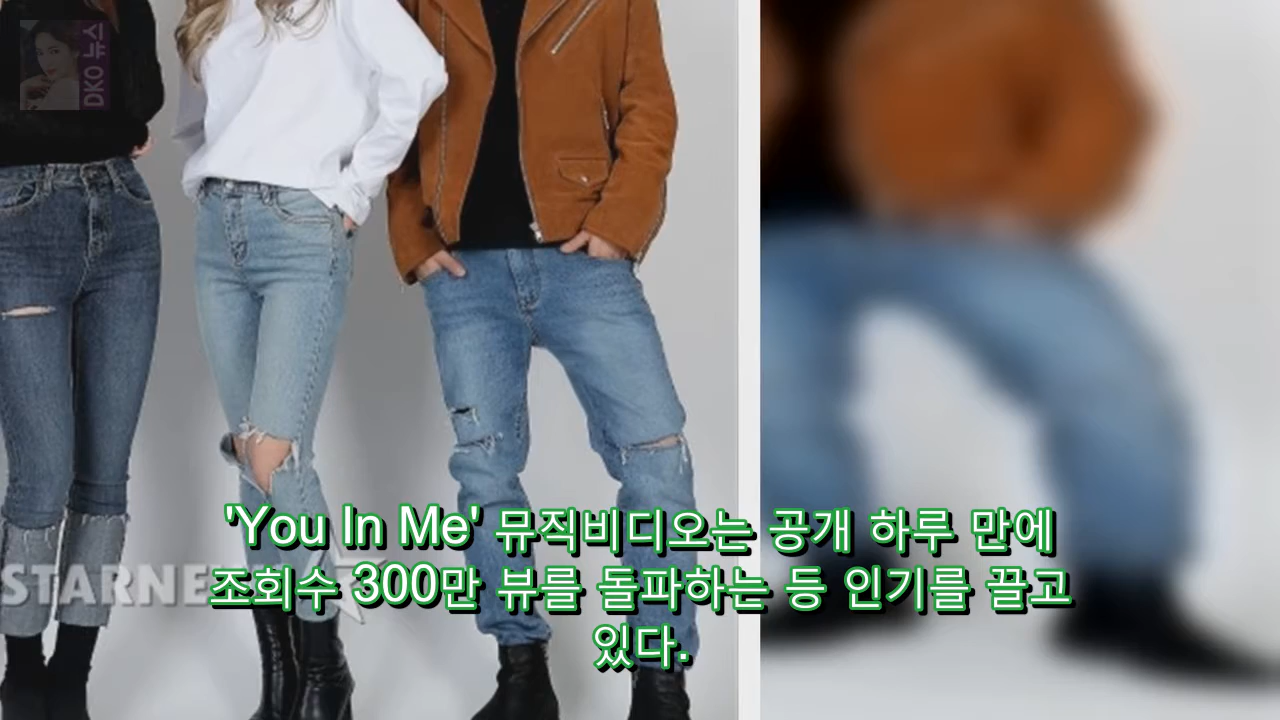 DKO 뉴스
'You In Me' 뮤직비디오는 공개 하루 만에
조회수 300만 뷰를 돌파하는 등 인기를 끌고
있다.
STARNE